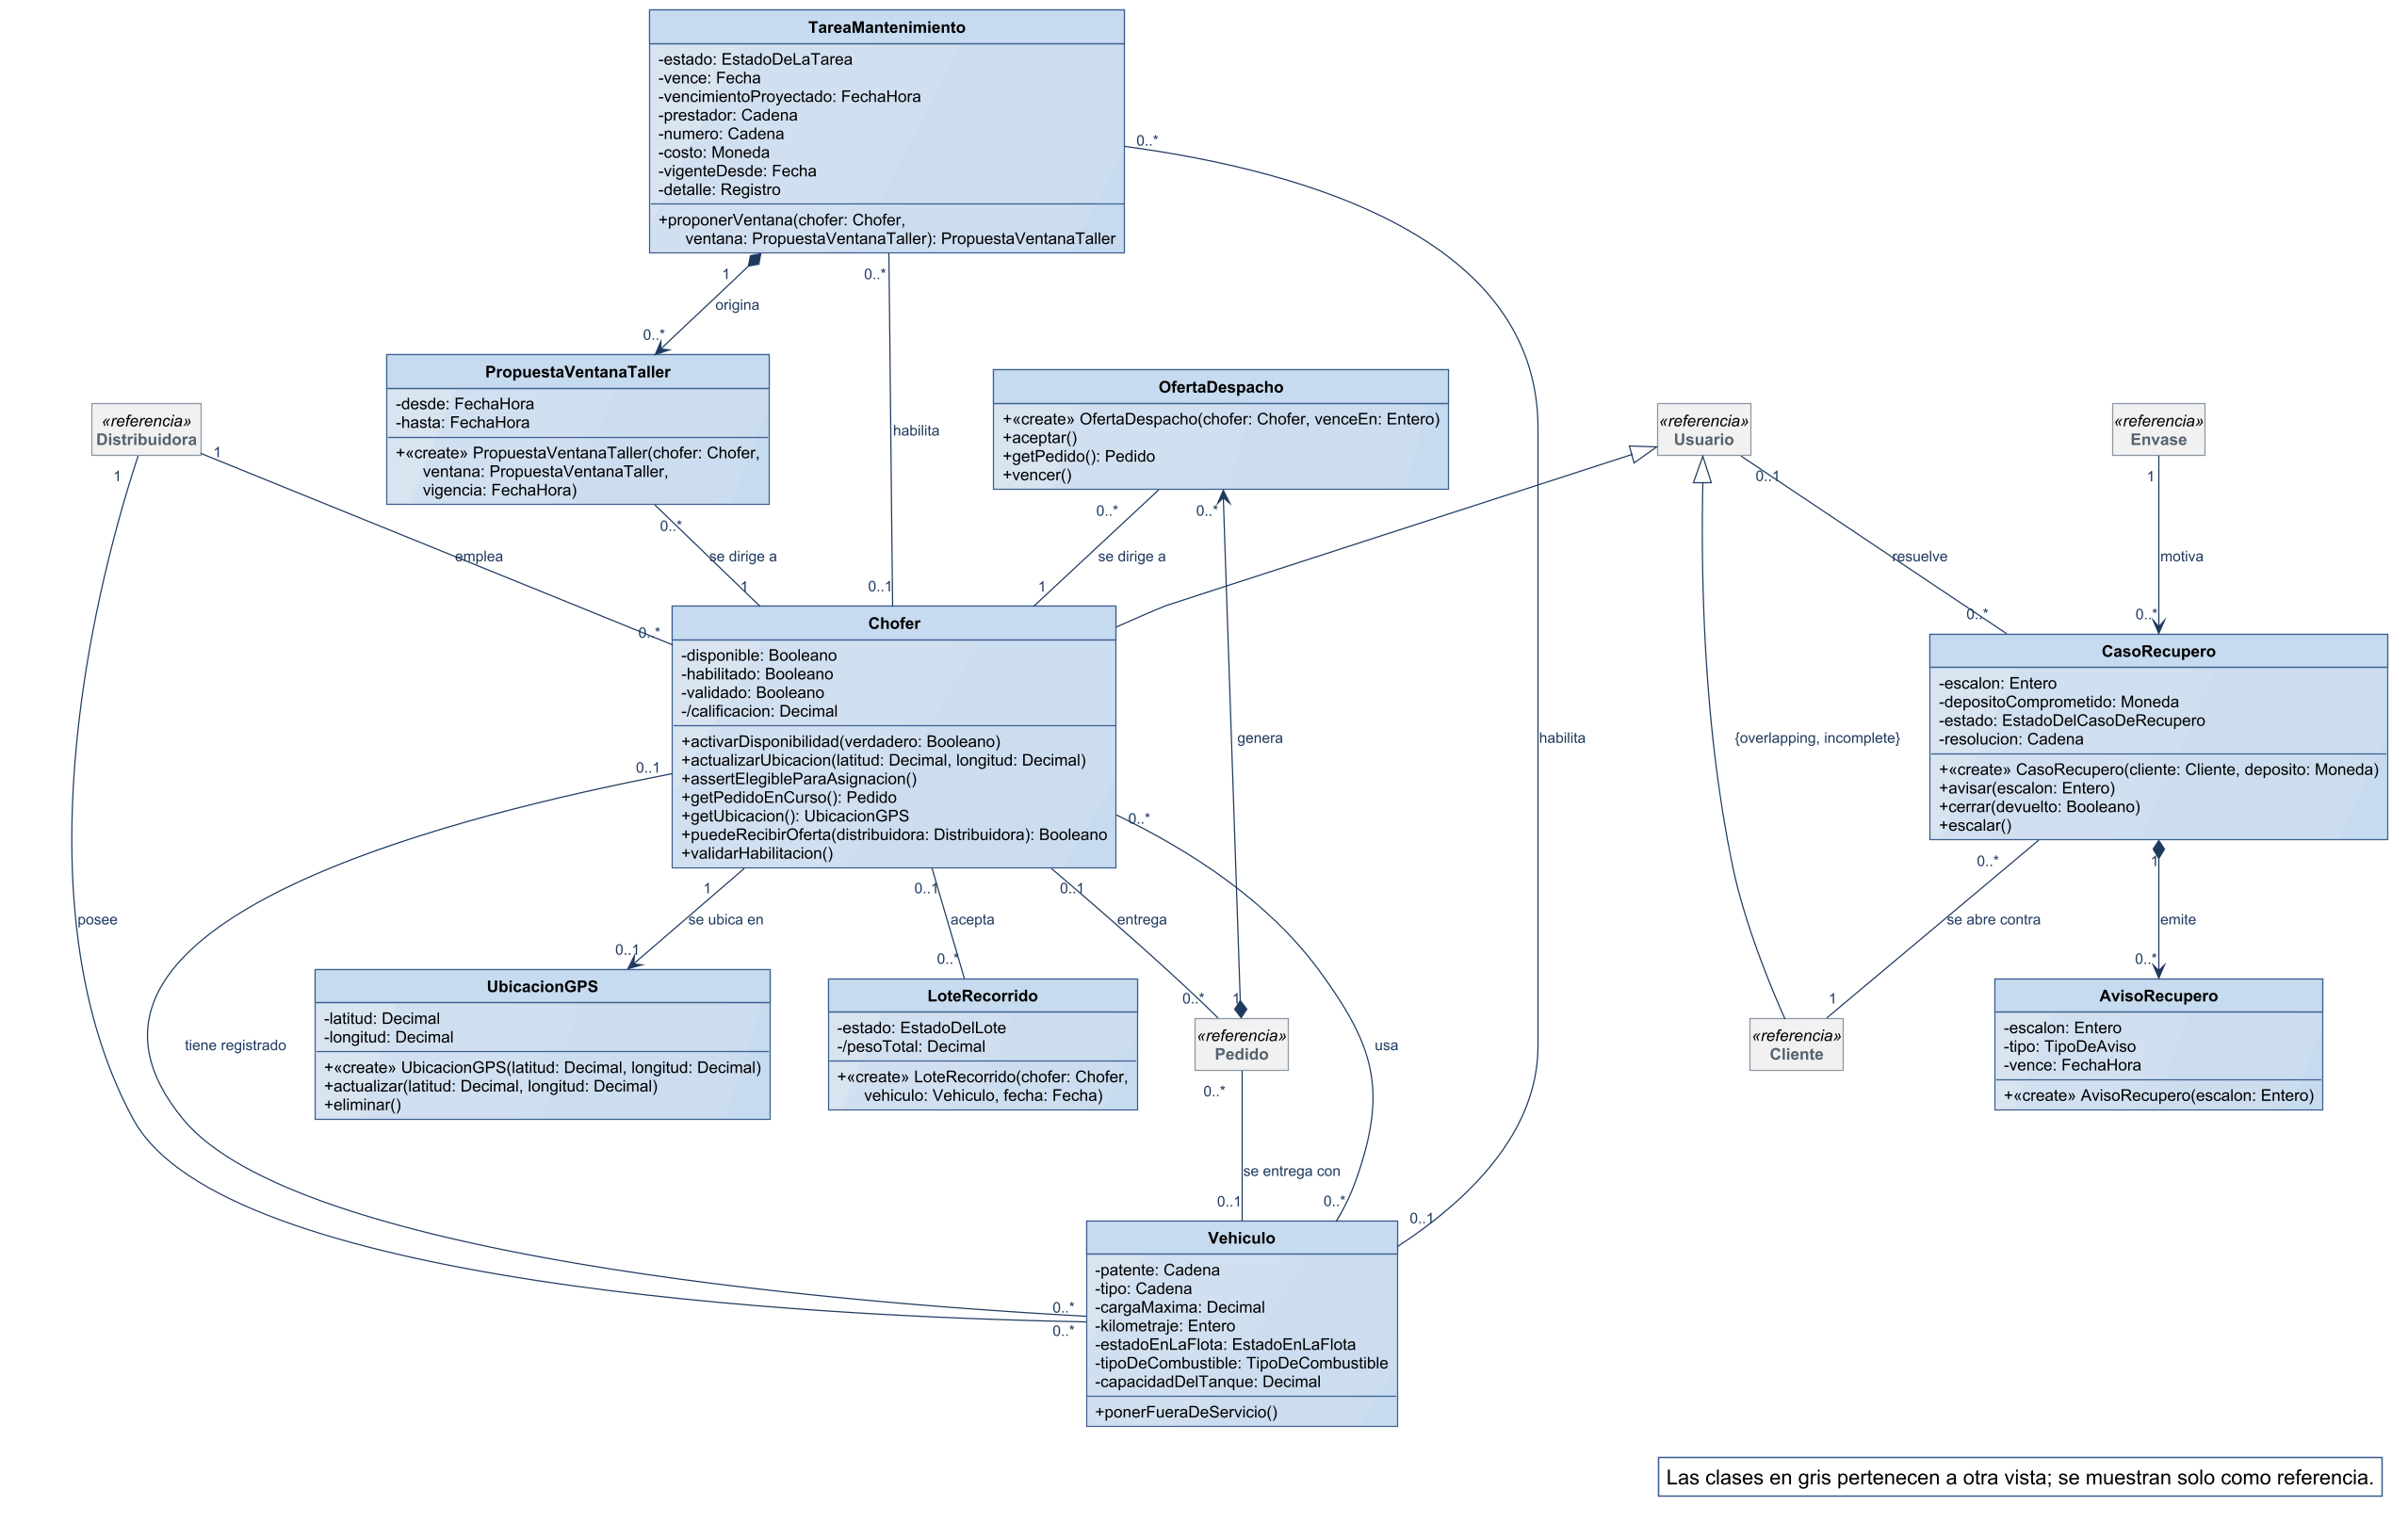 TareaMantenimiento
-estado: EstadoDeLaTarea
-vence: Fecha
-vencimientoProyectado: FechaHora
-prestador: Cadena
-numero: Cadena
-costo: Moneda
-vigenteDesde: Fecha
-detalle: Registro
+proponerVentana(chofer: Chofer,
ventana: PropuestaVentanaTaller): PropuestaVentanaTaller
0..*
1
0..*
origina
0..*
PropuestaVentanaTaller
-desde: FechaHora
-hasta: FechaHora
+«create» PropuestaVentanaTaller(chofer: Chofer,
ventana: PropuestaVentanaTaller,
vigencia: FechaHora)
OfertaDespacho
+«create» OfertaDespacho(chofer: Chofer, venceEn: Entero)
+aceptar()
+getPedido(): Pedido
+vencer()
«referencia»
Distribuidora
«referencia»
Usuario
«referencia»
Envase
habilita
1
1
0..*
0..*
0..*
0..1
1
emplea
se dirige a
se dirige a
resuelve
motiva
1
0..1
1
0..*
0..*
0..*
Chofer
-disponible: Booleano
-habilitado: Booleano
-validado: Booleano
-/calificacion: Decimal
+activarDisponibilidad(verdadero: Booleano)
+actualizarUbicacion(latitud: Decimal, longitud: Decimal)
+assertElegibleParaAsignacion()
+getPedidoEnCurso(): Pedido
+getUbicacion(): UbicacionGPS
+puedeRecibirOferta(distribuidora: Distribuidora): Booleano
+validarHabilitacion()
CasoRecupero
-escalon: Entero
-depositoComprometido: Moneda
-estado: EstadoDelCasoDeRecupero
-resolucion: Cadena
+«create» CasoRecupero(cliente: Cliente, deposito: Moneda)
+avisar(escalon: Entero)
+cerrar(devuelto: Booleano)
+escalar()
genera
habilita
{overlapping, incomplete}
0..1
0..*
1
0..1
0..1
0..*
1
posee
se ubica en
acepta
entrega
se abre contra
emite
0..1
0..*
0..*
1
1
0..*
UbicacionGPS
-latitud: Decimal
-longitud: Decimal
+«create» UbicacionGPS(latitud: Decimal, longitud: Decimal)
+actualizar(latitud: Decimal, longitud: Decimal)
+eliminar()
LoteRecorrido
-estado: EstadoDelLote
-/pesoTotal: Decimal
+«create» LoteRecorrido(chofer: Chofer,
vehiculo: Vehiculo, fecha: Fecha)
«referencia»
Pedido
«referencia»
Cliente
AvisoRecupero
-escalon: Entero
-tipo: TipoDeAviso
-vence: FechaHora
+«create» AvisoRecupero(escalon: Entero)
tiene registrado
usa
0..*
se entrega con
0..1
0..*
0..1
Vehiculo
-patente: Cadena
-tipo: Cadena
-cargaMaxima: Decimal
-kilometraje: Entero
-estadoEnLaFlota: EstadoEnLaFlota
-tipoDeCombustible: TipoDeCombustible
-capacidadDelTanque: Decimal
+ponerFueraDeServicio()
0..*
0..*
Las clases en gris pertenecen a otra vista; se muestran solo como referencia.